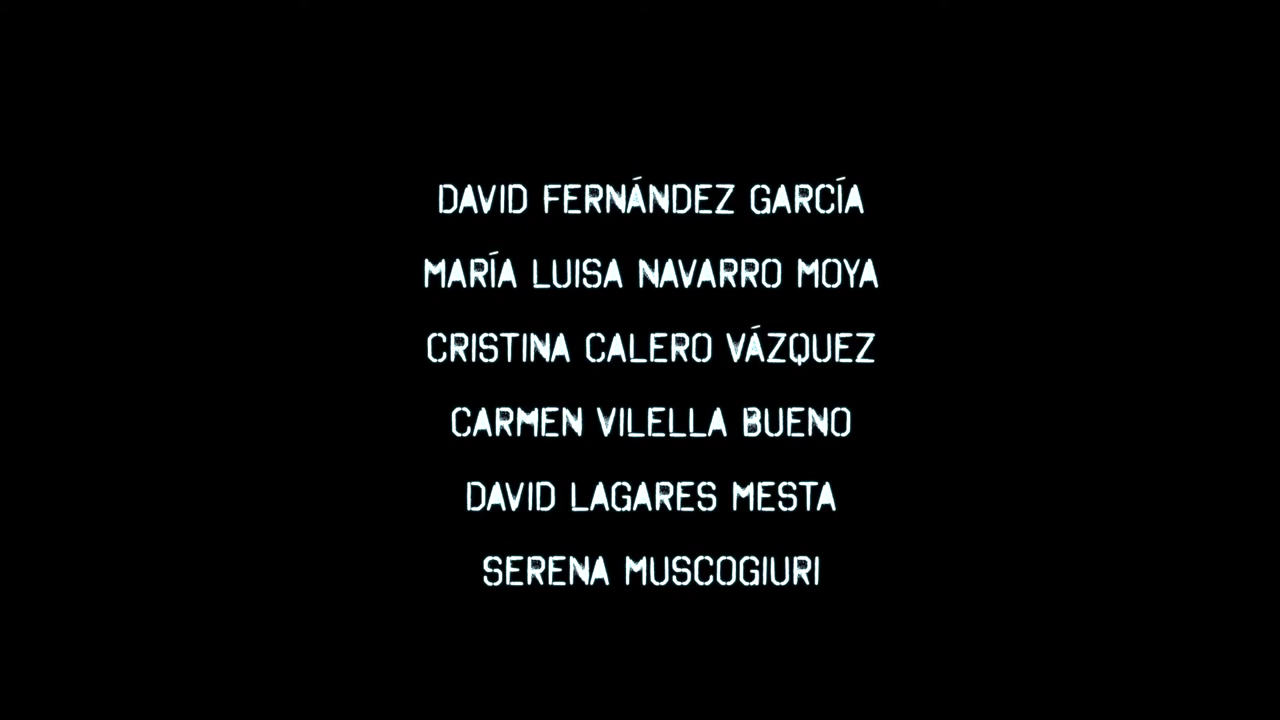 DAVID FERNÁNDEZ GARCÍA
MARÍA LUISA NAVARRO MOYA
CRISTINA CALERO VÁZQUEZ
CARMEN VILELLA BUENO
DAVID LAGARES MESTA
SERENA MUSCOGIURI